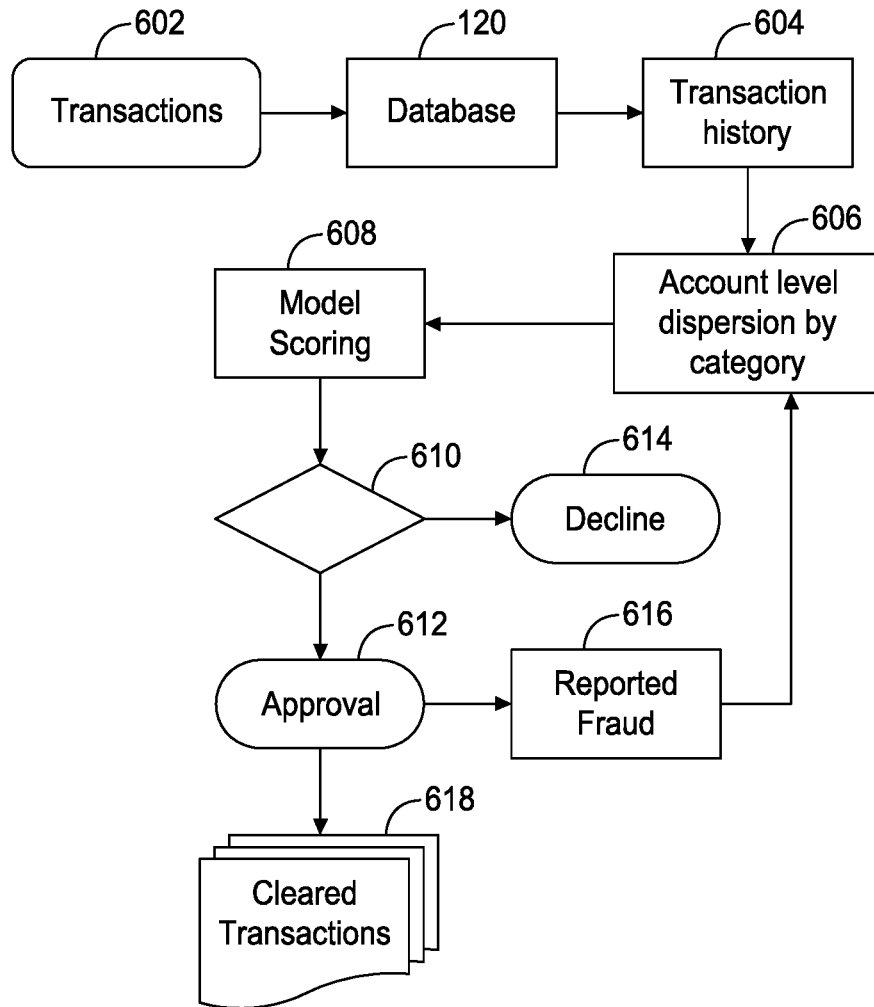 602
120
604
Transactions
Database
Transaction
history
608
606
Model
Scoring
Account level
dispersion by
category
610
614
Decline
612
616
Approval
Reported
Fraud
618
Cleared
Transactions